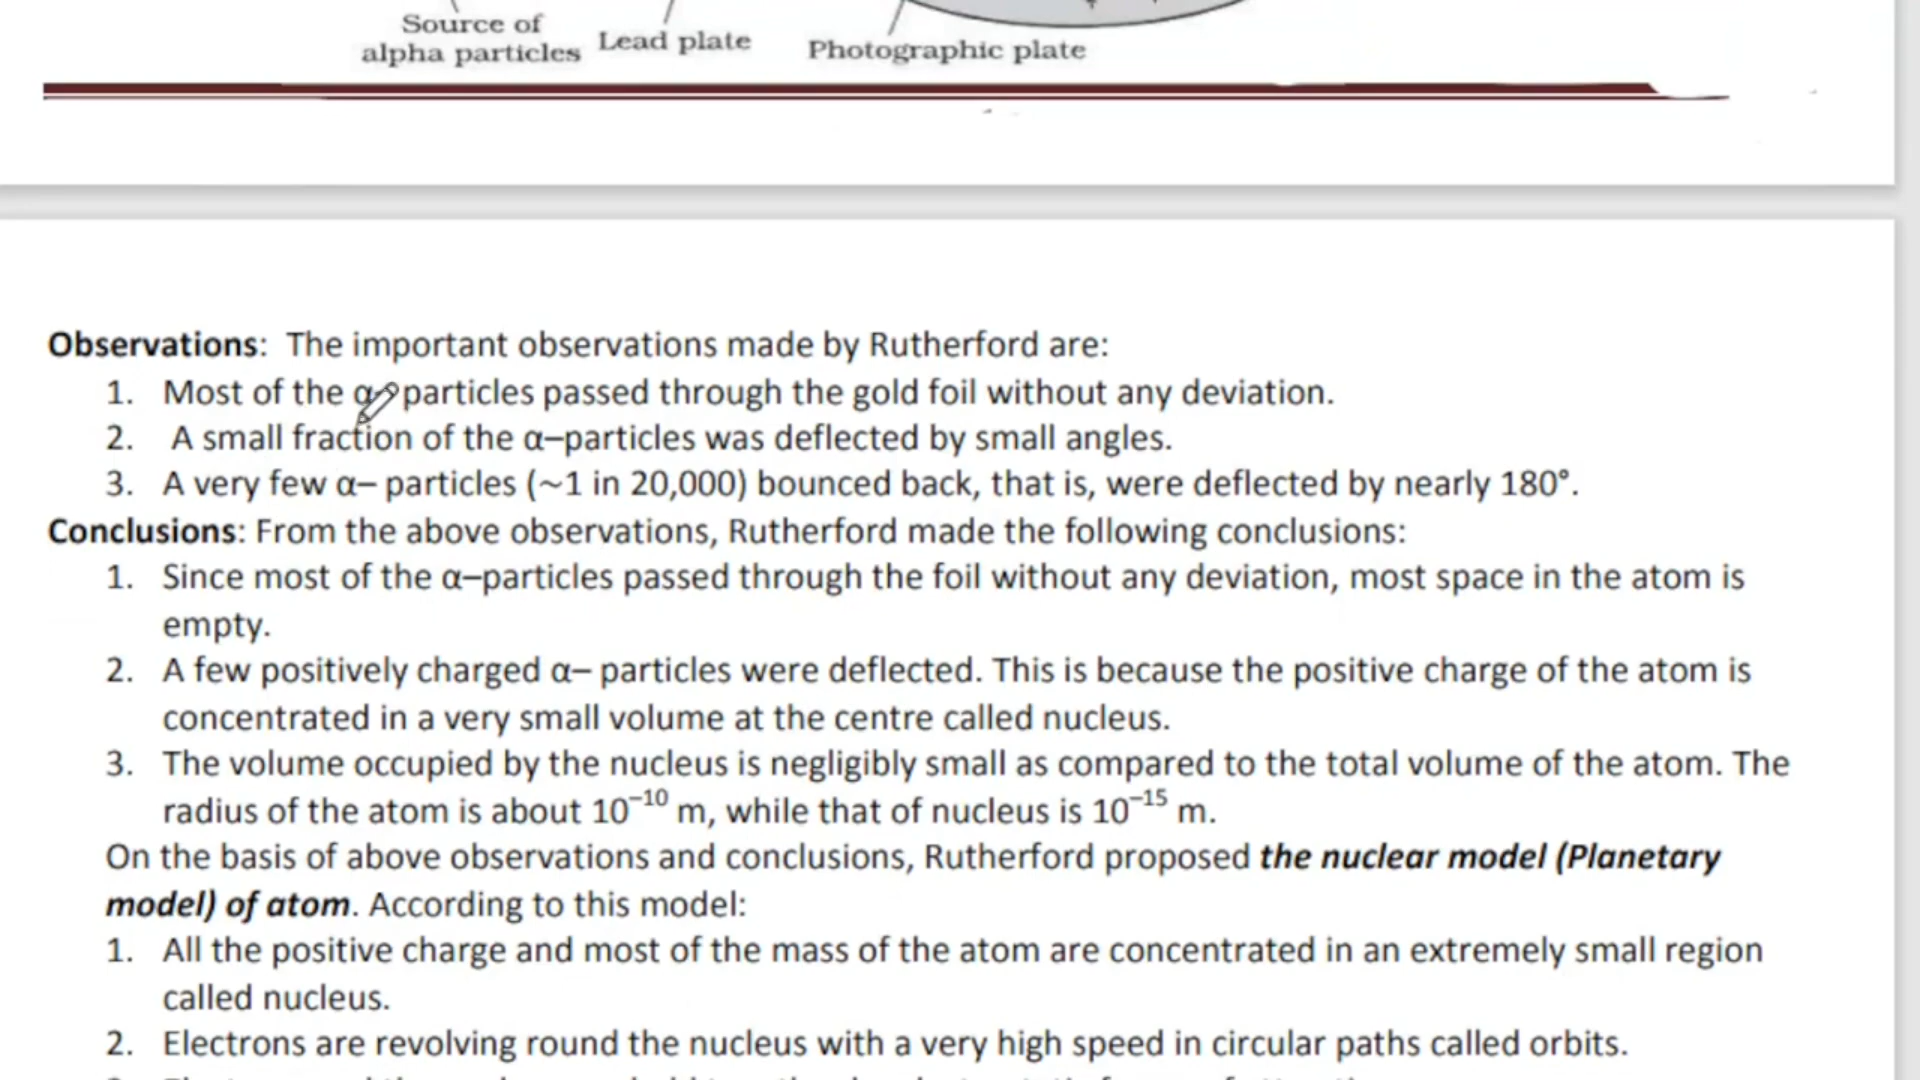 Source of
alpha particles
Lead plate
Photographic plate
Observations: The important observations made by Rutherford are:
1. Most of the α– particles passed through the gold foil without any deviation.
2. A small fraction of the α–particles was deflected by small angles.
3. A very few α– particles (~1 in 20,000) bounced back, that is, were deflected by nearly 180°.
Conclusions: From the above observations, Rutherford made the following conclusions:
1. Since most of the α–particles passed through the foil without any deviation, most space in the atom is
empty.
2. A few positively charged α– particles were deflected. This is because the positive charge of the atom is
concentrated in a very small volume at the centre called nucleus.
3. The volume occupied by the nucleus is negligibly small as compared to the total volume of the atom. The
radius of the atom is about 10⁻¹⁰ m, while that of nucleus is 10⁻¹⁵ m.
On the basis of above observations and conclusions, Rutherford proposed the nuclear model (Planetary
model) of atom. According to this model:
1. All the positive charge and most of the mass of the atom are concentrated in an extremely small region
called nucleus.
2. Electrons are revolving round the nucleus with a very high speed in circular paths called orbits.